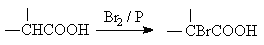 —CHCOOH  Br2 / P  —CBrCOOH